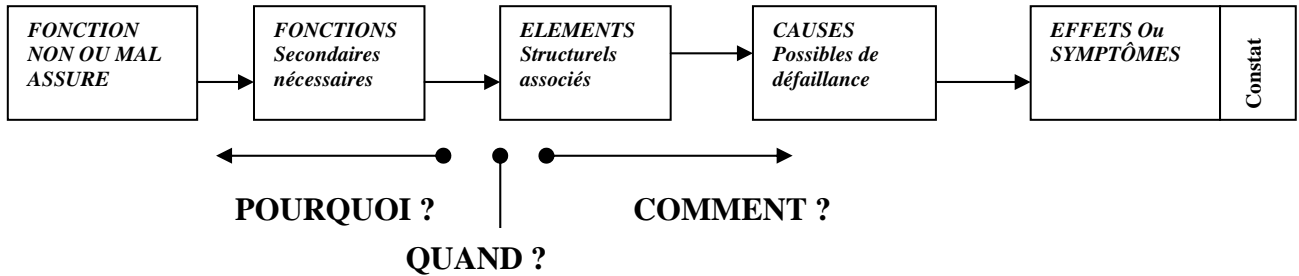 FONCTION
NON OU MAL
ASSURE
FONCTIONS
Secondaires
nécessaires
ELEMENTS
Structurels
associés
CAUSES
Possibles de
défaillance
EFFETS Ou
SYMPTÔMES
Constat
POURQUOI ?
COMMENT ?
QUAND ?